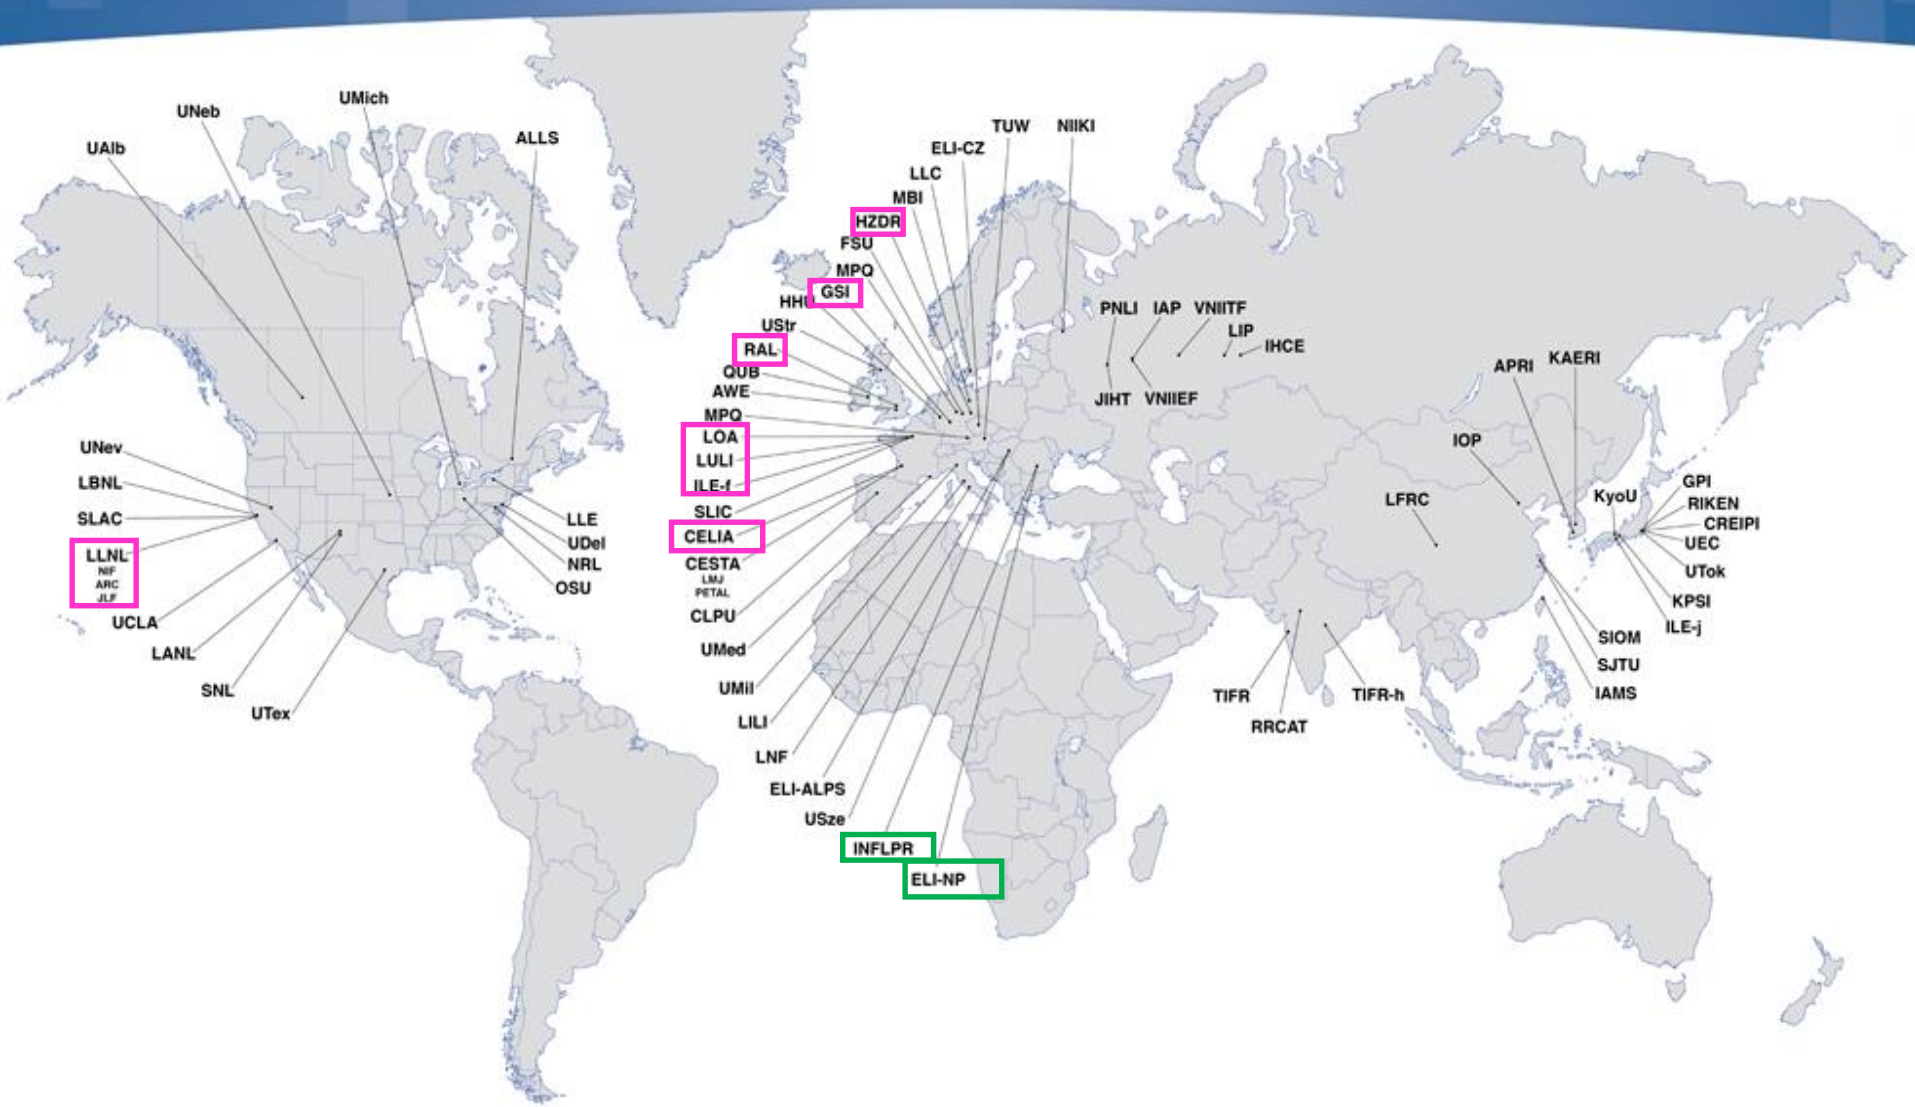 UAlb
UNeb
UMich
ALLS
UNev
LBNL
SLAC
LLNL
NIF
ARC
JLF
UCLA
LANL
SNL
UTex
LLE
UDel
NRL
OSU
TUW
NIIKI
ELI-CZ
LLC
MBI
HZDR
FSU
MPQ
GSI
HHU
UStr
RAL
QUB
AWE
MPQ
LOA
LULI
ILE-f
SLIC
CELIA
CESTA
LMJ
PETAL
CLPU
UMed
UMil
LILI
LNF
ELI-ALPS
USze
INFLPR
ELI-NP
PNLI
IAP
VNIITF
LIP
IHCE
JIHT
VNIIEF
APRI
KAERI
IOP
LFRC
KyoU
GPI
RIKEN
CREIPI
UEC
UTok
KPSI
ILE-j
SIOM
SJTU
IAMS
TIFR
RRCAT
TIFR-h